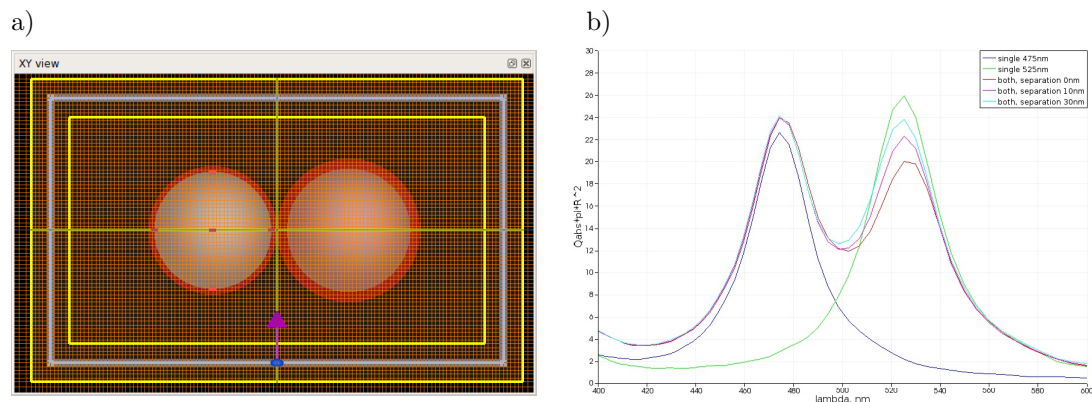 a)
XY view
b)
30
28
26
24
22
20
18
16
14
12
10
8
6
4
2
0
Qabs*pi*R^2
400
420
440
460
480
500
520
540
560
580
600
lambda, nm
single 475nm
single 525nm
both, separation 0nm
both, separation 10nm
both, separation 30nm